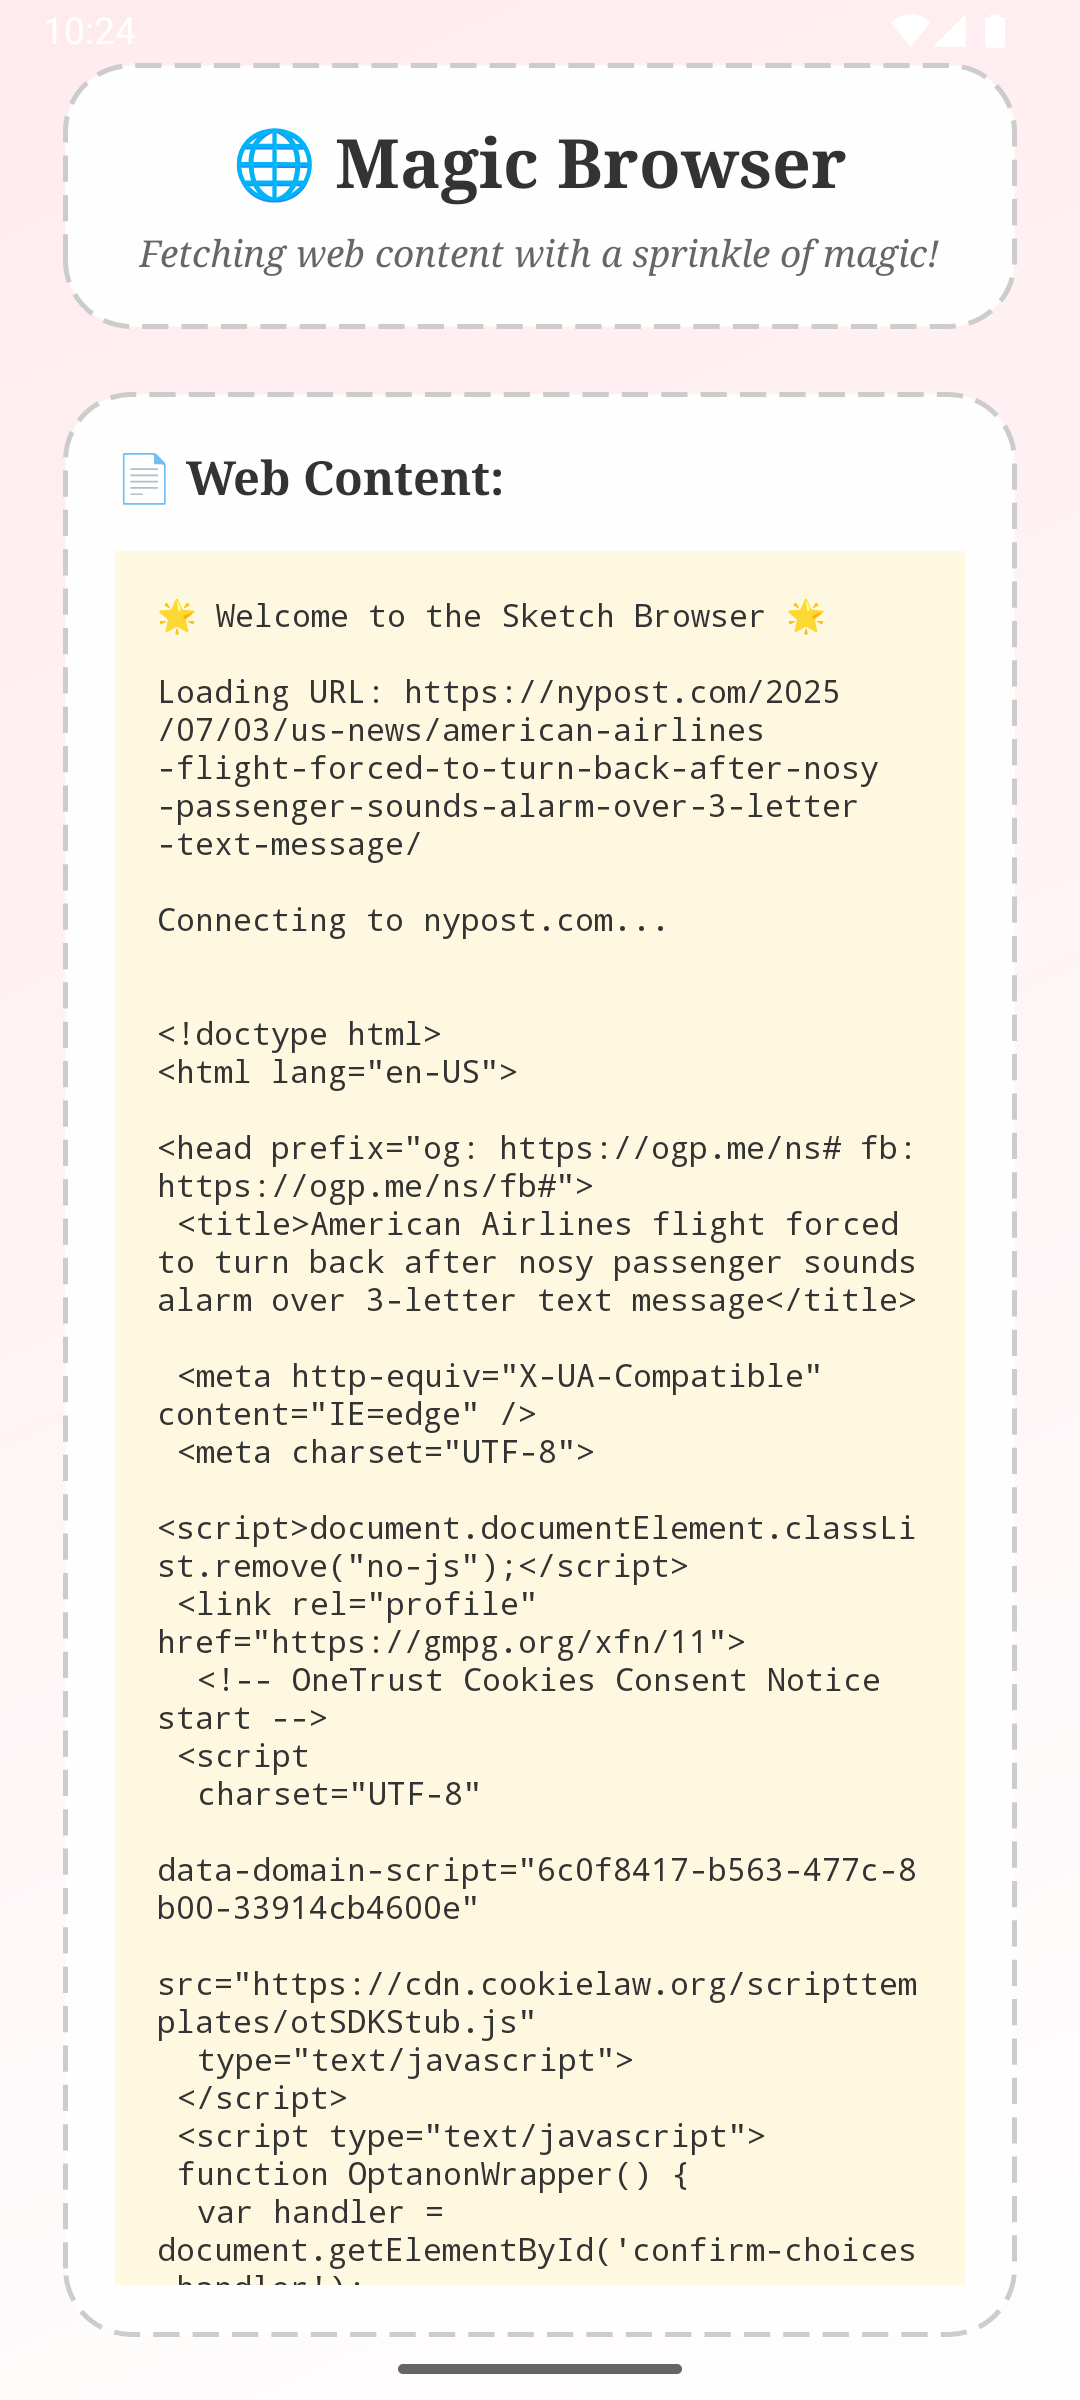 10:24
🌐 Magic Browser
Fetching web content with a sprinkle of magic!
📄 Web Content:
🌟 Welcome to the Sketch Browser 🌟
Loading URL: https://nypost.com/2025
/07/03/us-news/american-airlines
-flight-forced-to-turn-back-after-nosy
-passenger-sounds-alarm-over-3-letter
-text-message/
Connecting to nypost.com...
<!doctype html>
<html lang="en-US">
<head prefix="og: https://ogp.me/ns# fb:
https://ogp.me/ns/fb#">
<title>American Airlines flight forced
to turn back after nosy passenger sounds
alarm over 3-letter text message</title>
<meta http-equiv="X-UA-Compatible"
content="IE=edge" />
<meta charset="UTF-8">
<script>document.documentElement.classLi
st.remove("no-js");</script>
<link rel="profile"
href="https://gmpg.org/xfn/11">
<!-- OneTrust Cookies Consent Notice
start -->
<script
charset="UTF-8"
data-domain-script="6c0f8417-b563-477c-8
b00-33914cb4600e"
src="https://cdn.cookielaw.org/scripttem
plates/otSDKStub.js"
type="text/javascript">
</script>
<script type="text/javascript">
function OptanonWrapper() {
var handler =
document.getElementById('confirm-choices